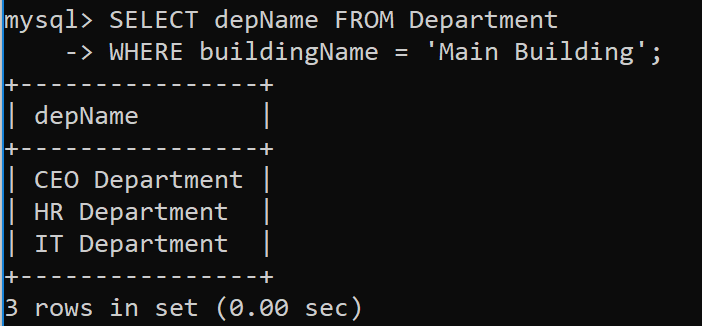 mysql> SELECT depName FROM Department
    -> WHERE buildingName = 'Main Building';
+----------------+
| depName        |
+----------------+
| CEO Department |
| HR Department  |
| IT Department  |
+----------------+
3 rows in set (0.00 sec)